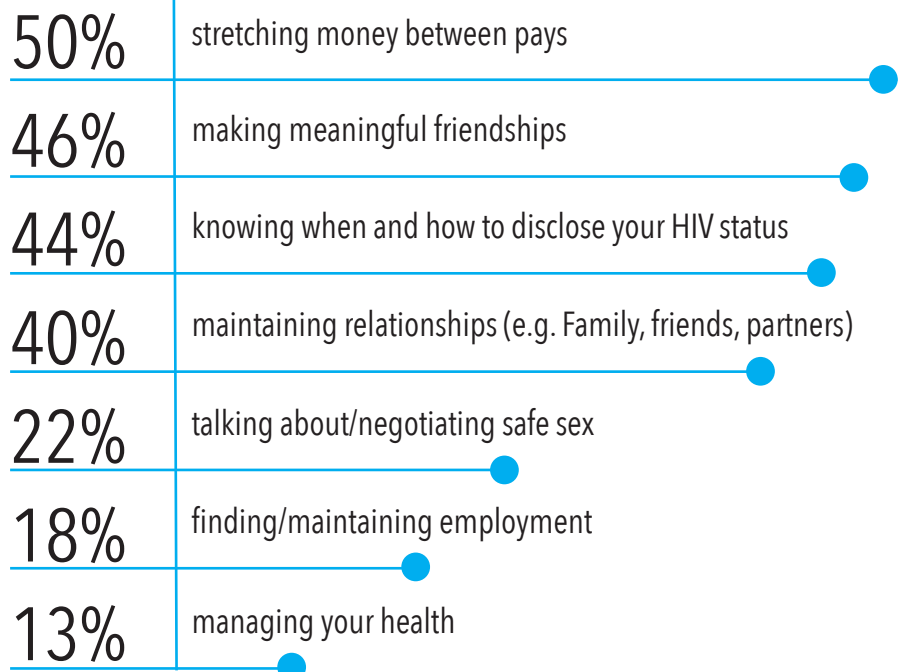 50% stretching money between pays
46% making meaningful friendships
44% knowing when and how to disclose your HIV status
40% maintaining relationships (e.g. Family, friends, partners)
22% talking about/negotiating safe sex
18% finding/maintaining employment
13% managing your health